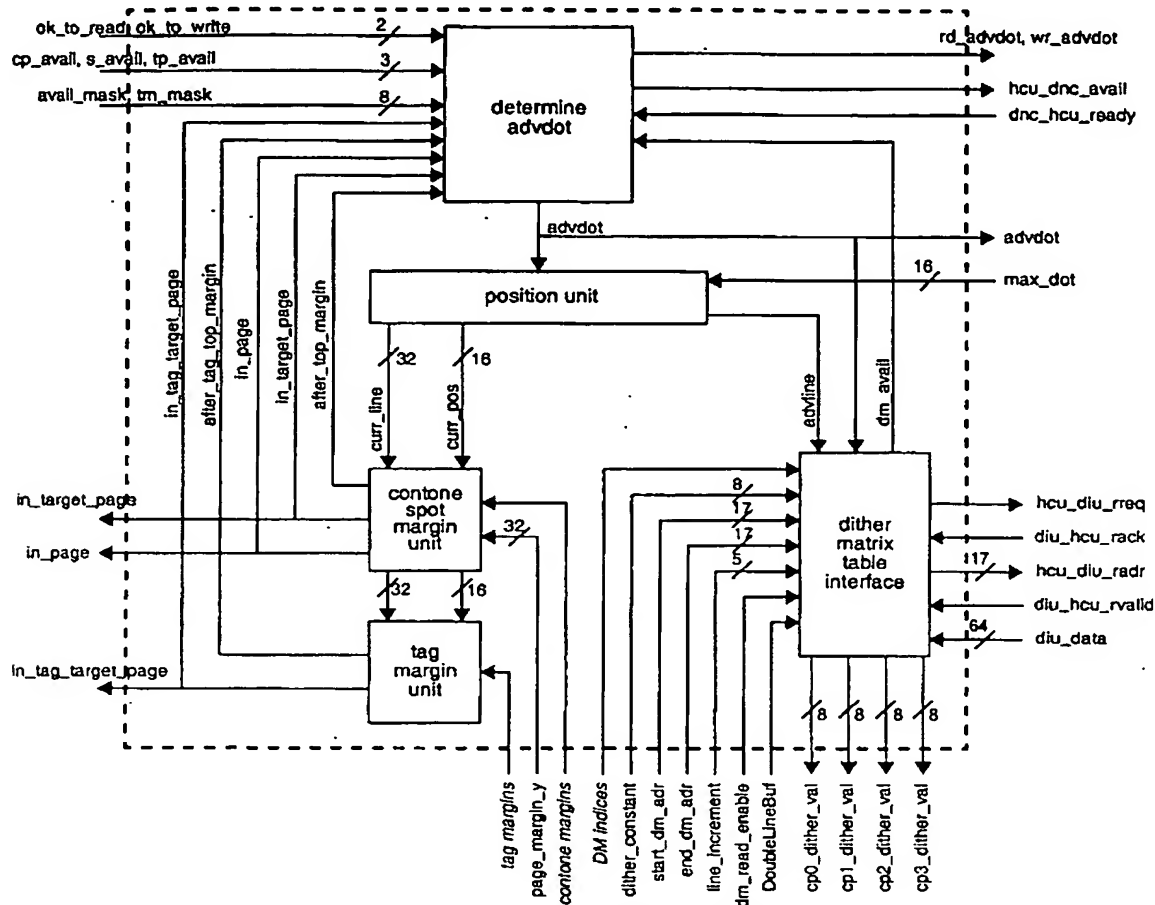 ok_to_read, ok_to_write
2
rd_advdot, wr_advdot
cp_avail, s_avail, tp_avail
3
hcu_dnc_avail
avail_mask, tm_mask
8
determine
advdot
dnc_hcu_ready
advdot
advdot
16
max_dot
position unit
in_tag_target_page
after_tag_top_margin
in_page
in_target_page
after_top_margin
32
16
curr_line
curr_pos
advline
dm_avail
in_target_page
in_page
contone
spot
margin
unit
32
8
17
17
5
dither
matrix
table
interface
hcu_diu_rreq
diu_hcu_rack
117
hcu_diu_radr
diu_hcu_rvalid
64
diu_data
32
16
in_tag_target_page
tag
margin
unit
8
8
8
8
tag margins
page_margin_y
contone margins
DM indices
dither_constant
start_dm_adr
end_dm_adr
line_increment
dm_read_enable
DoubleLineBuf
cp0_dither_val
cp1_dither_val
cp2_dither_val
cp3_dither_val